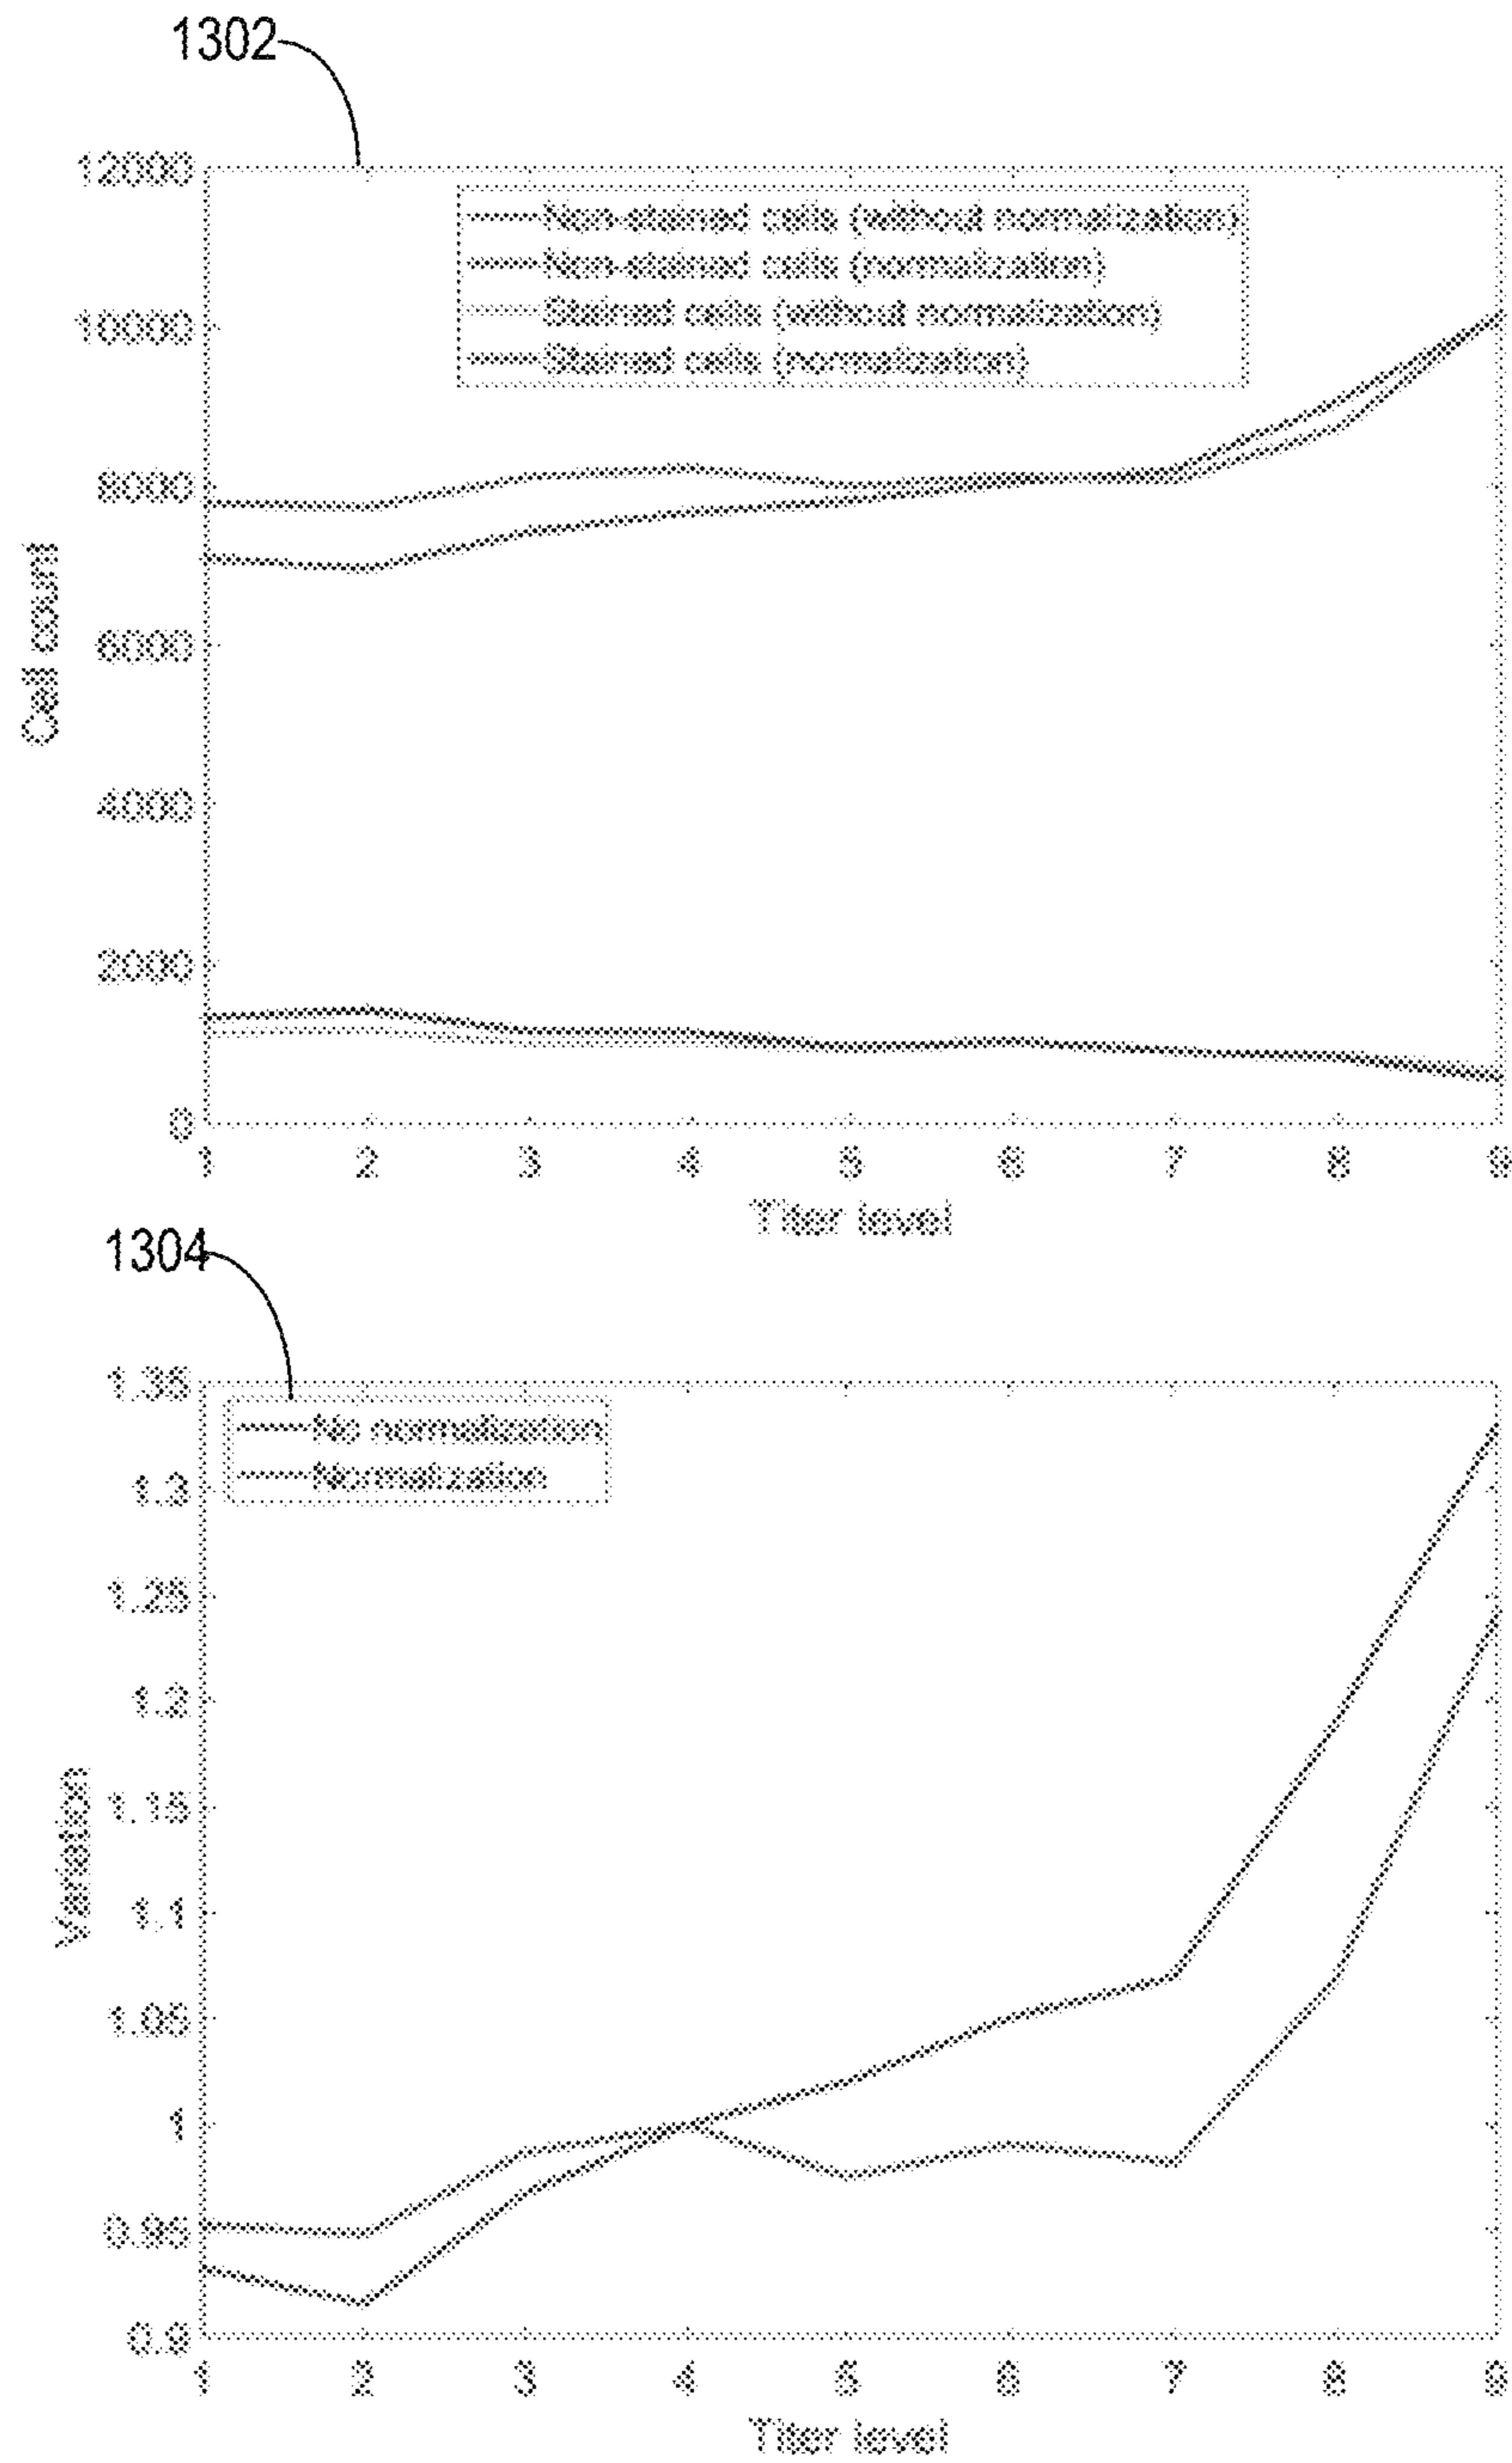 1302
12000
Non-stained cells (without normalization)
Non-stained cells (normalization)
Stained cells (without normalization)
Stained cells (normalization)
10000
8000
6000
4000
2000
0
Cell count
1 2 3 4 5 6 7 8 9
Titer level
1304
1.35
No normalization
Normalization
1.3
1.25
1.2
1.15
1.1
1.05
1
0.95
0.9
Variation
1 2 3 4 5 6 7 8 9
Titer level